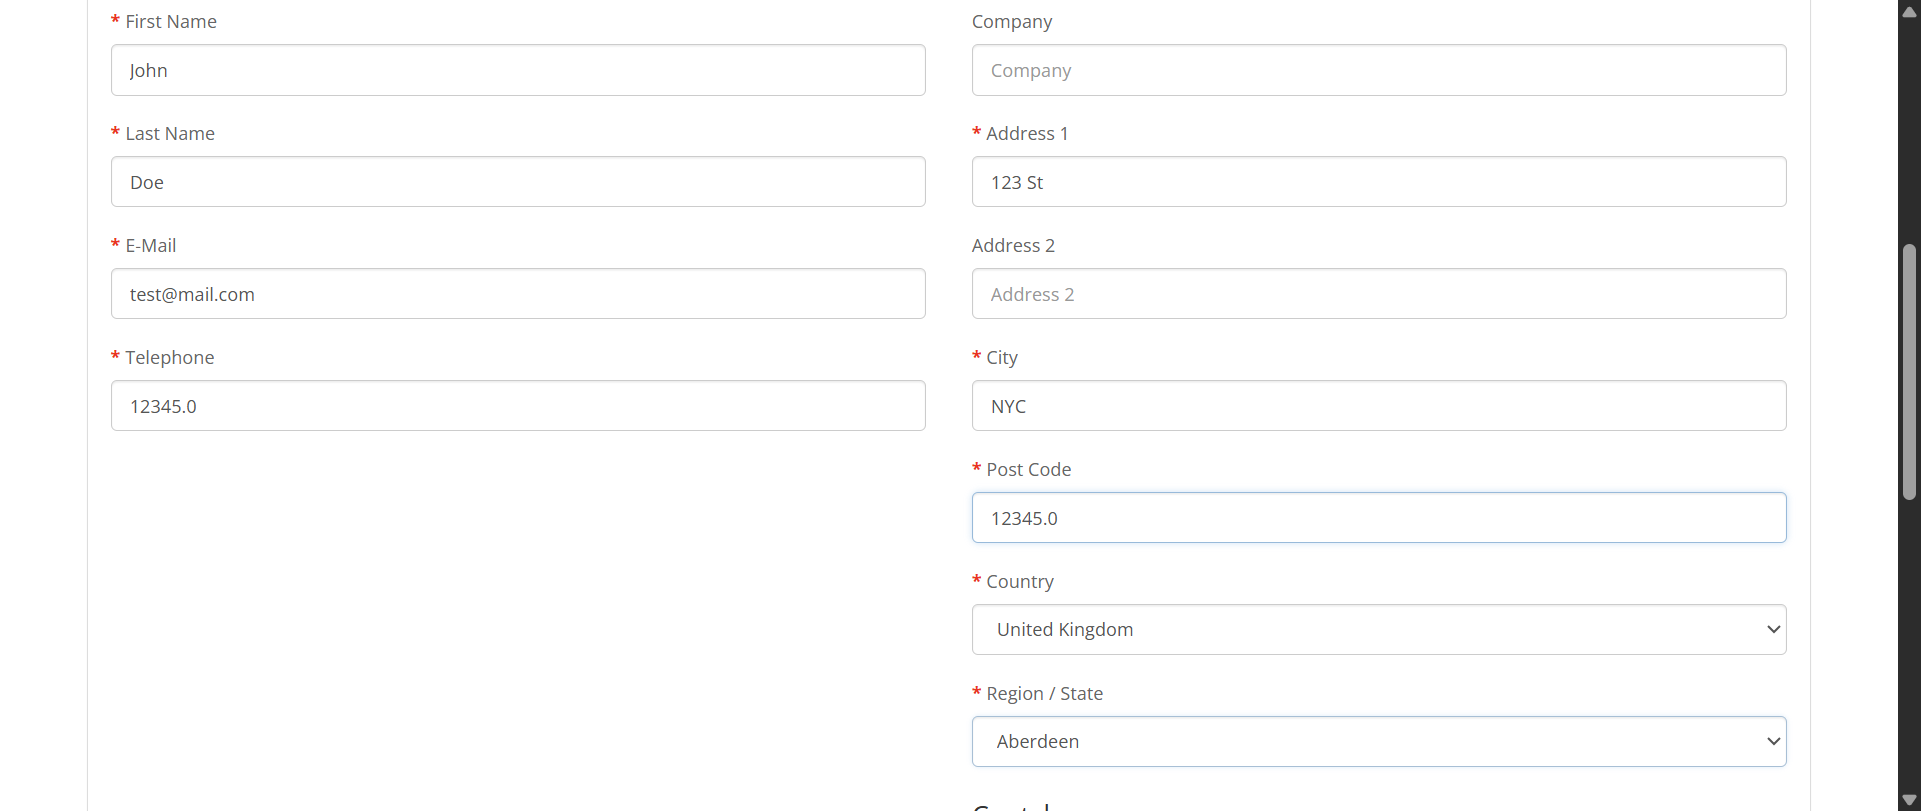 * First Name
John
* Last Name
Doe
* E-Mail
test@mail.com
* Telephone
12345.0
Company
Company
* Address 1
123 St
Address 2
Address 2
* City
NYC
* Post Code
12345.0
* Country
United Kingdom
* Region / State
Aberdeen